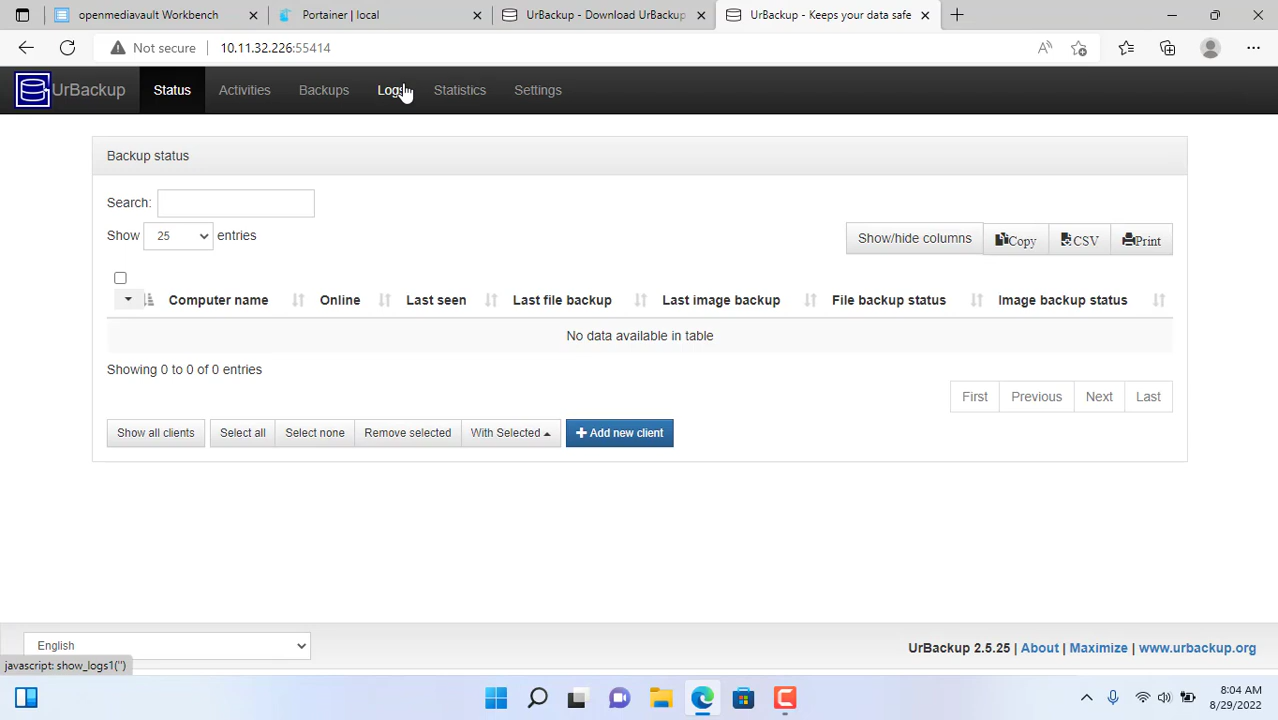 openmediavault Workbench
Portainer | local
UrBackup - Download UrBackup
UrBackup - Keeps your data safe
Not secure
10.11.32.226:55414
UrBackup
Status
Activities
Backups
Logs
Statistics
Settings
Backup status
Search:
Show 25 entries
Show/hide columns
Copy
CSV
Print
Computer name
Online
Last seen
Last file backup
Last image backup
File backup status
Image backup status
No data available in table
Showing 0 to 0 of 0 entries
First
Previous
Next
Last
Show all clients
Select all
Select none
Remove selected
With Selected
Add new client
English
UrBackup 2.5.25 | About | Maximize | www.urbackup.org
javascript: show_logs1('')
8:04 AM
8/29/2022